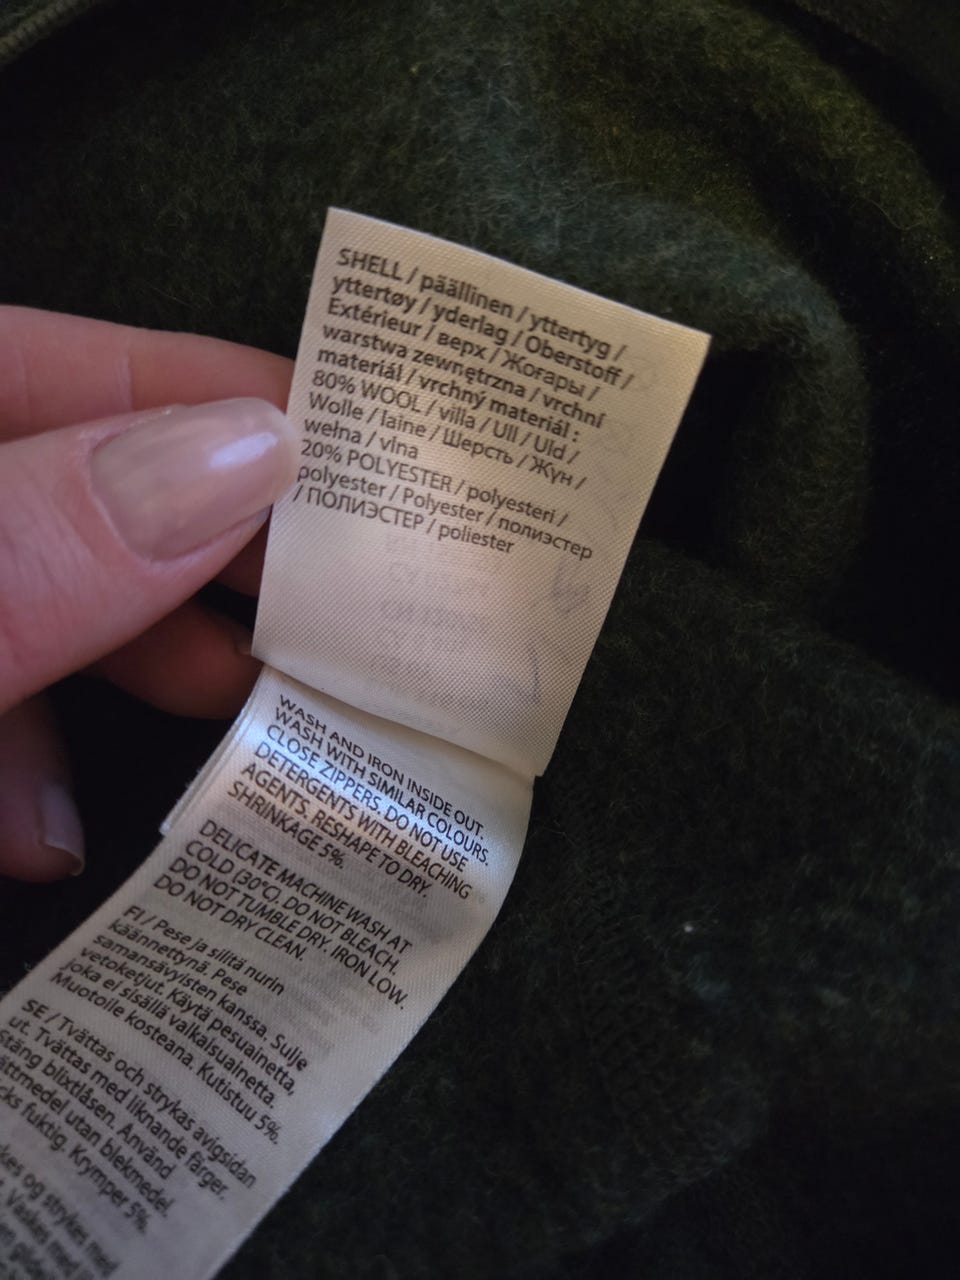 SHELL / päällinen / yttertyg /
yttertøy / yderlag / Oberstoff /
Extérieur / верх / Жоғары /
warstwa zewnętrzna / vrchní
materiál / vrchný materiál :
80% WOOL / villa / Ull / Uld /
Wolle / laine / Шерсть / Жүн /
wełna / vlna
20% POLYESTER / polyesteri /
polyester / Polyester / полиэстер
/ ПОЛИЭСТЕР / poliester
WASH AND IRON INSIDE OUT.
WASH WITH SIMILAR COLOURS.
CLOSE ZIPPERS. DO NOT USE
DETERGENTS WITH BLEACHING
AGENTS. RESHAPE TO DRY.
SHRINKAGE 5%.
DELICATE MACHINE WASH AT
COLD (30°C). DO NOT BLEACH.
DO NOT TUMBLE DRY. IRON LOW.
DO NOT DRY CLEAN.
FI / Pese ja silitä nurin
käännettynä. Pese
samansävyisten kanssa. Sulje
vetoketjut. Käytä pesuainetta,
joka ei sisällä valkaisuainetta.
Muotoile kosteana. Kutistuu 5%.
SE / Tvättas och strykas avigsidan
ut. Tvättas med liknande färger.
Stäng blixtlåsen. Använd
tvättmedel utan blekmedel.
fuktig. Krymper 5%.
og strykes med
Vaskes med